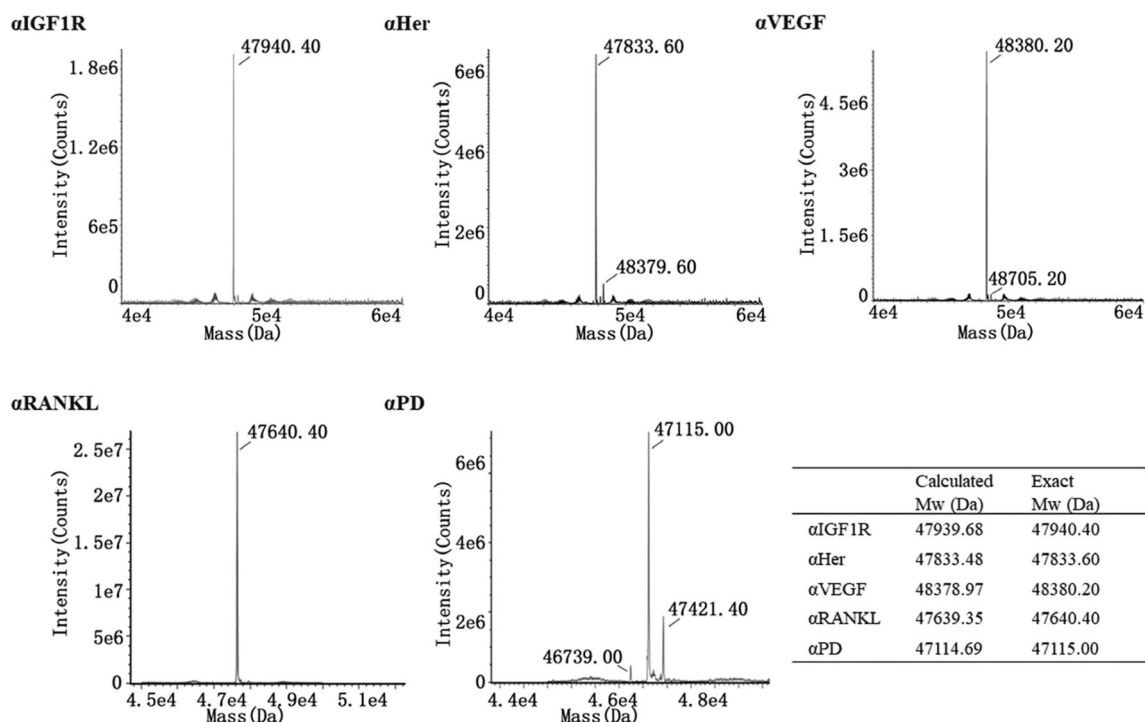 αIGF1R
47940.40
1.8e6
1.2e6
6e5
0
Intensity(Counts)
4e4 5e4 6e4
Mass(Da)
αHer
47833.60
6e6
4e6
2e6
48379.60
0
Intensity(Counts)
4e4 5e4 6e4
Mass(Da)
αVEGF
48380.20
4.5e6
3e6
1.5e6
48705.20
0
Intensity(Counts)
4e4 5e4 6e4
Mass(Da)
αRANKL
47640.40
2.5e7
2e7
1.5e7
1e7
5e6
0
Intensity(Counts)
4.5e4 4.7e4 4.9e4 5.1e4
Mass(Da)
αPD
47115.00
6e6
4e6
2e6
47421.40
46739.00
0
Intensity(Counts)
4.4e4 4.6e4 4.8e4
Mass(Da)
Calculated Exact
Mw (Da) Mw (Da)
αIGF1R 47939.68 47940.40
αHer 47833.48 47833.60
αVEGF 48378.97 48380.20
αRANKL 47639.35 47640.40
αPD 47114.69 47115.00